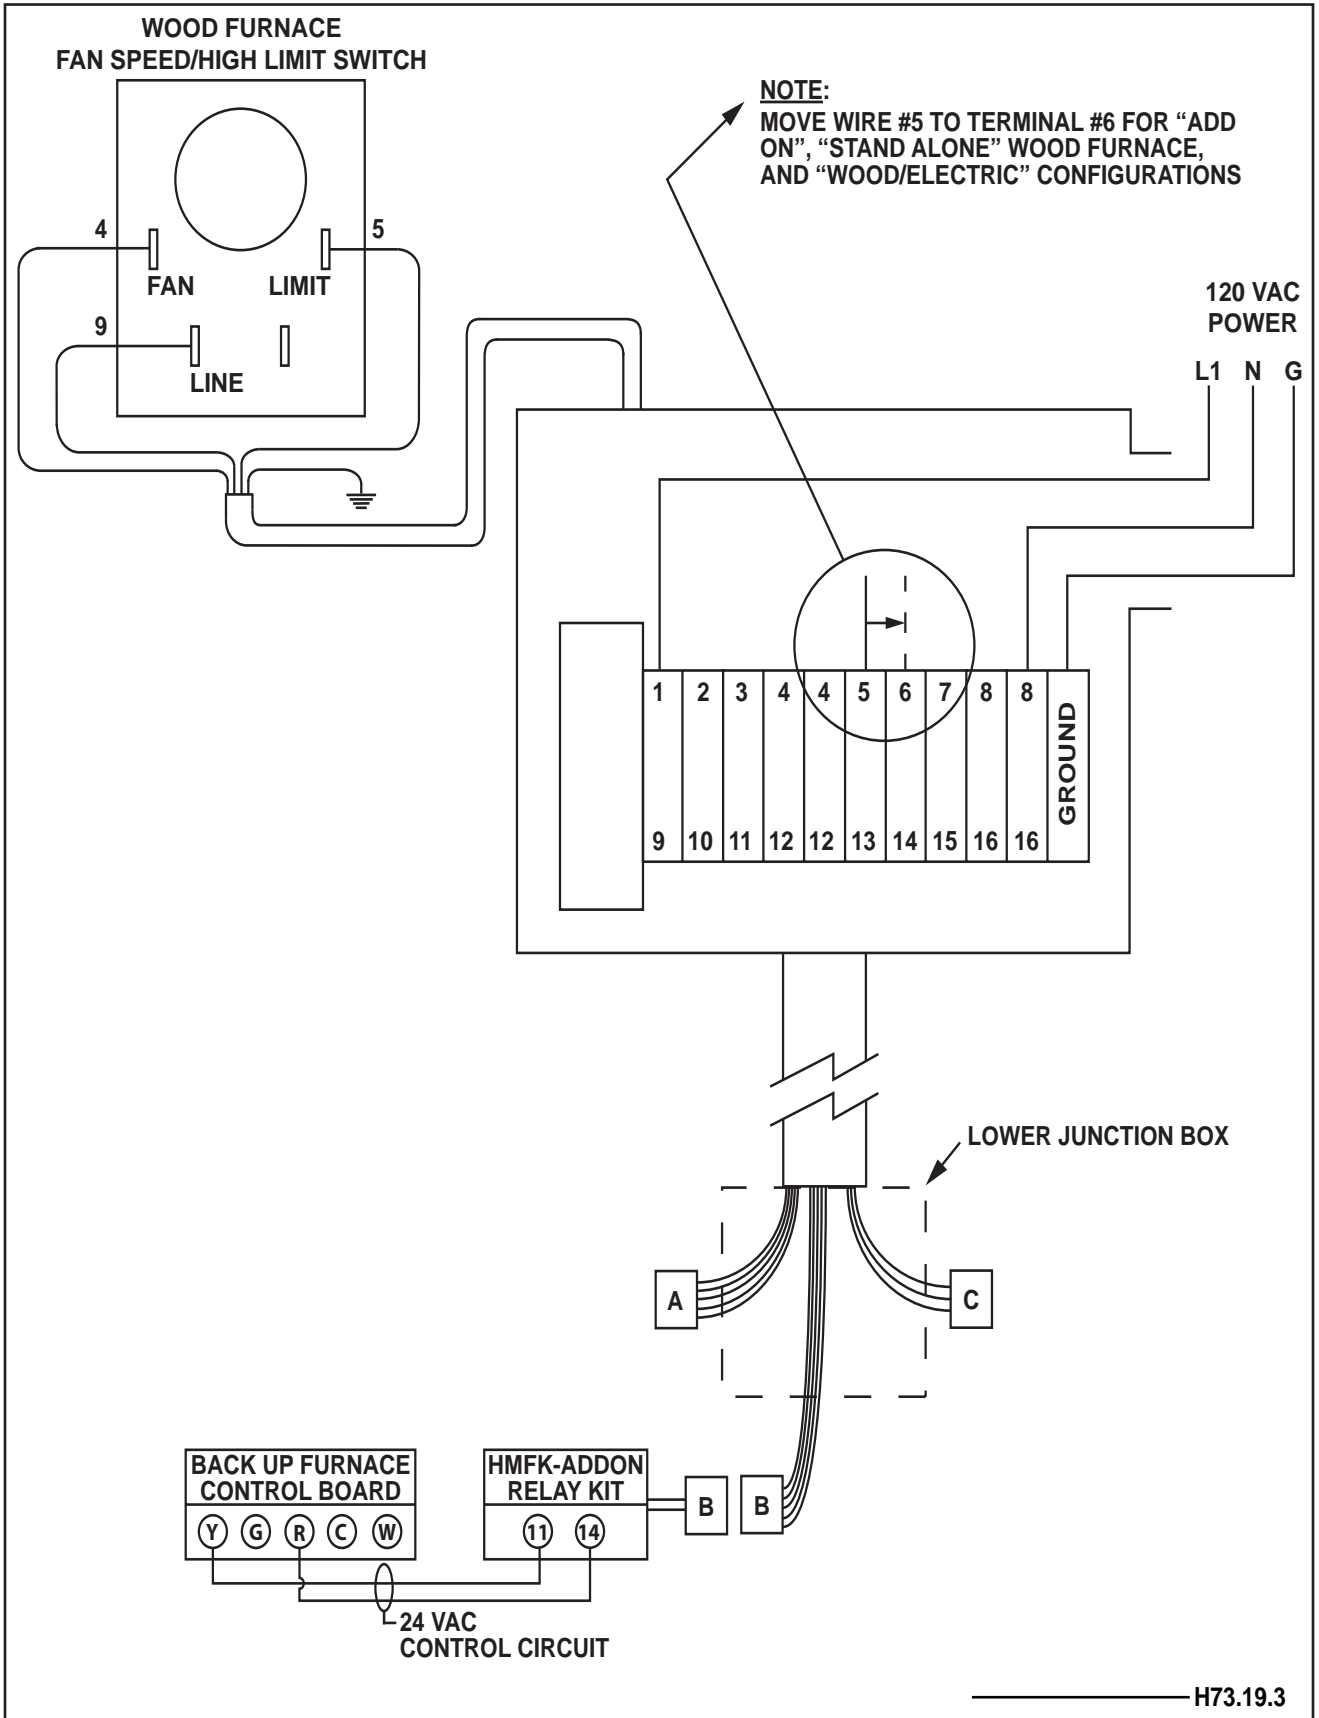 WOOD FURNACE
FAN SPEED/HIGH LIMIT SWITCH
NOTE:
MOVE WIRE #5 TO TERMINAL #6 FOR “ADD
ON”, “STAND ALONE” WOOD FURNACE,
AND “WOOD/ELECTRIC” CONFIGURATIONS
4
5
FAN
LIMIT
9
LINE
120 VAC
POWER
L1 N G
1 2 3 4 4 5 6 7 8 8
GROUND
9 10 11 12 12 13 14 15 16 16
LOWER JUNCTION BOX
A
C
BACK UP FURNACE
CONTROL BOARD
Y G R C W
HMFK-ADDON
RELAY KIT
11 14
B
B
24 VAC
CONTROL CIRCUIT
H73.19.3